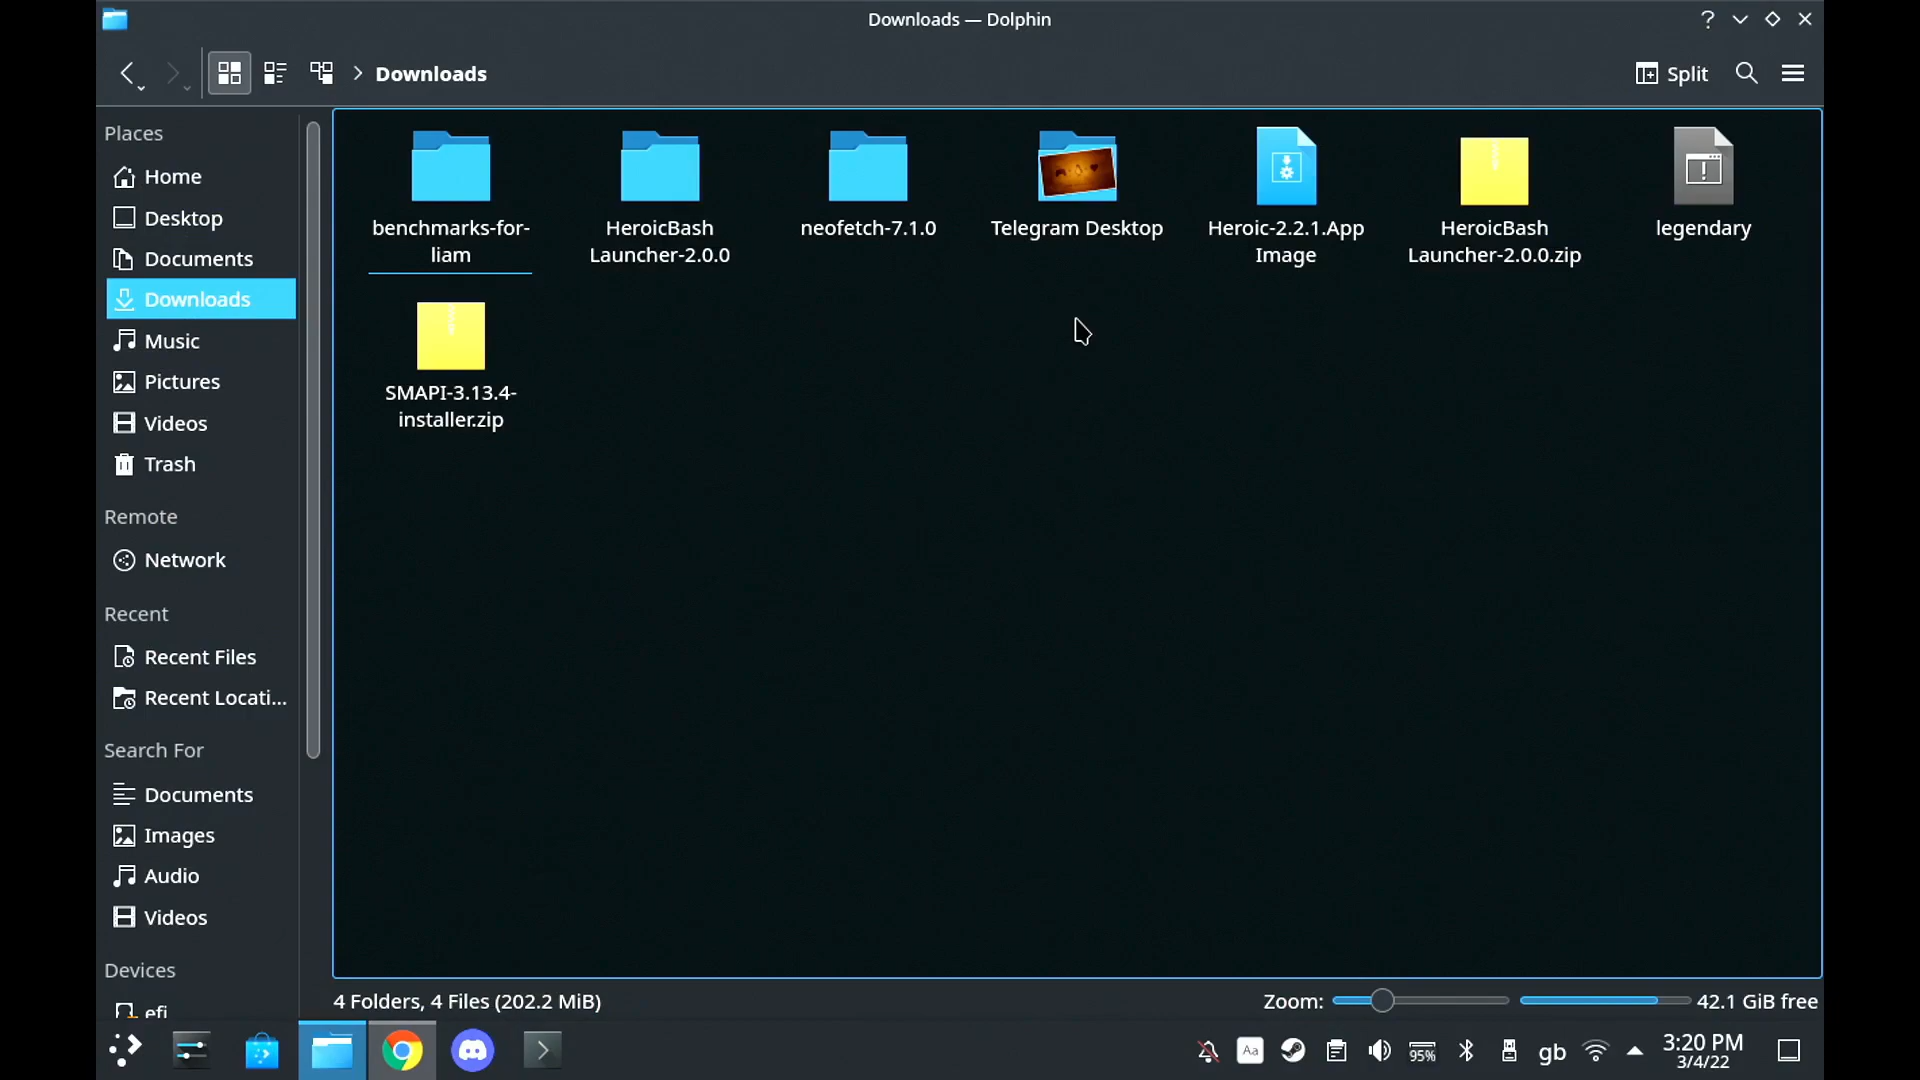 Downloads — Dolphin
Downloads
Split
Places
Home
Desktop
Documents
Downloads
Music
Pictures
Videos
Trash
Remote
Network
Recent
Recent Files
Recent Locati...
Search For
Documents
Images
Audio
Videos
Devices
efi
benchmarks-for-
liam
HeroicBash
Launcher-2.0.0
neofetch-7.1.0
Telegram Desktop
Heroic-2.2.1.App
Image
HeroicBash
Launcher-2.0.0.zip
legendary
SMAPI-3.13.4-
installer.zip
4 Folders, 4 Files (202.2 MiB)
Zoom:
42.1 GiB free
Aa
95%
gb
3:20 PM
3/4/22